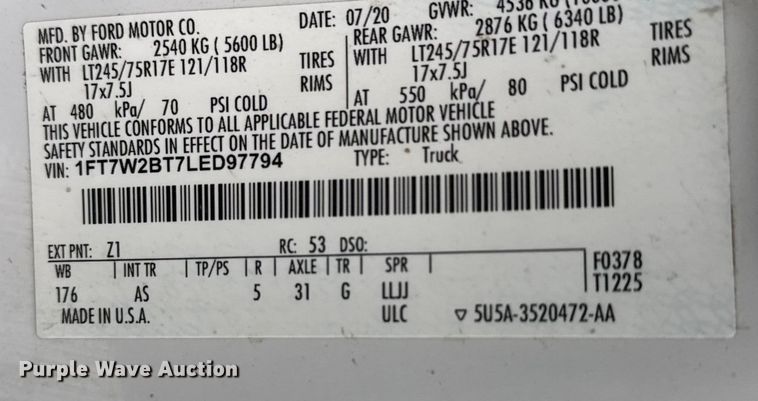 MFD. BY FORD MOTOR CO. DATE: 07/20 GVWR: 4538 KG
FRONT GAWR: 2540 KG ( 5600 LB) REAR GAWR: 2876 KG ( 6340 LB)
WITH LT245/75R17E 121/118R TIRES WITH LT245/75R17E 121/118R TIRES
17x7.5J RIMS 17x7.5J RIMS
AT 480 kPa/ 70 PSI COLD AT 550 kPa/ 80 PSI COLD
THIS VEHICLE CONFORMS TO ALL APPLICABLE FEDERAL MOTOR VEHICLE
SAFETY STANDARDS IN EFFECT ON THE DATE OF MANUFACTURE SHOWN ABOVE.
VIN: 1FT7W2BT7LED97794 TYPE: Truck
EXT PNT: Z1 RC: 53 DSO:
WB | INT TR | TP/PS | R | AXLE | TR | SPR | F0378
176 AS 5 31 G LLJJ T1225
MADE IN U.S.A. ULC ▽ 5U5A-3520472-AA
Purple Wave Auction